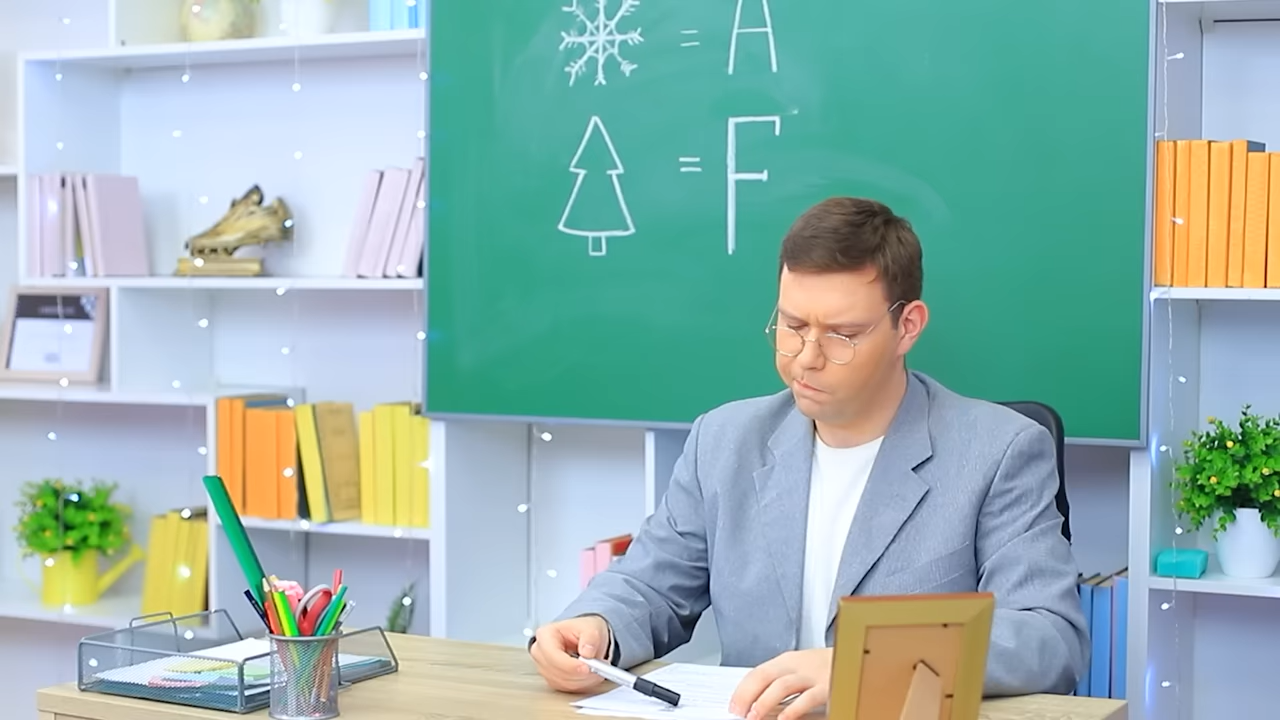 = A
= F